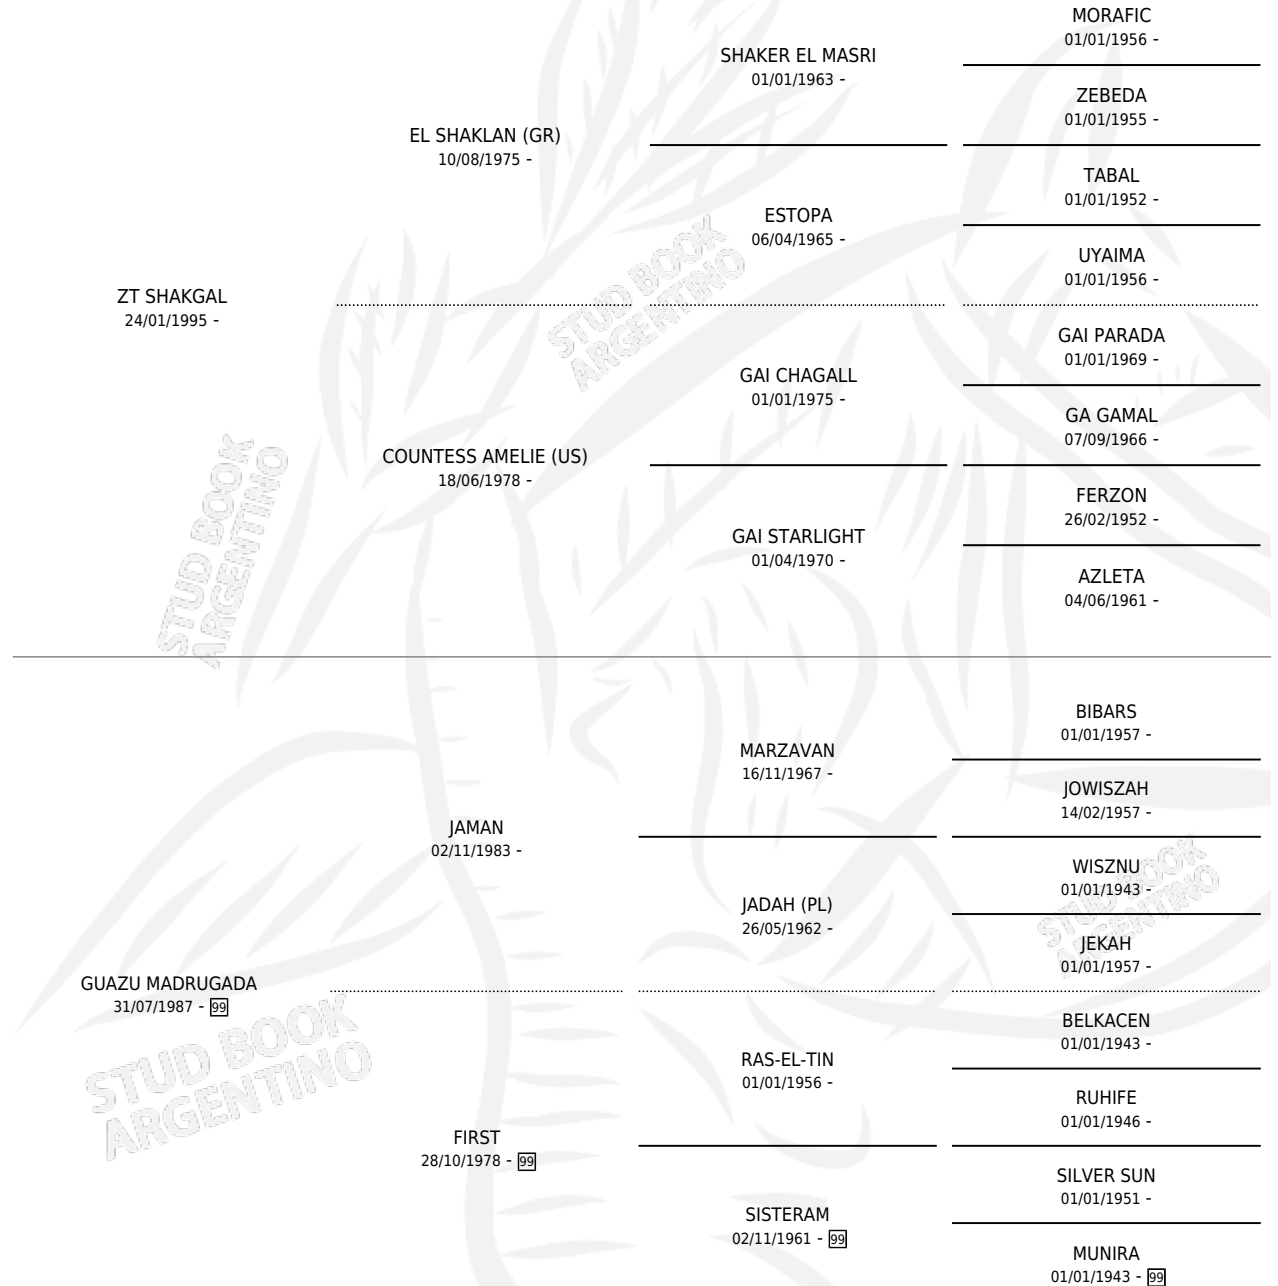 MORAFIC
01/01/1956 -
SHAKER EL MASRI
01/01/1963 -
ZEBEDA
01/01/1955 -
EL SHAKLAN (GR)
10/08/1975 -
TABAL
01/01/1952 -
ESTOPA
06/04/1965 -
UYAIMA
01/01/1956 -
ZT SHAKGAL
24/01/1995 -
GAI PARADA
01/01/1969 -
GAI CHAGALL
01/01/1975 -
GA GAMAL
07/09/1966 -
COUNTESS AMELIE (US)
18/06/1978 -
FERZON
26/02/1952 -
GAI STARLIGHT
01/04/1970 -
AZLETA
04/06/1961 -
STUD BOOK
ARGENTINO
STUD BOOK
ARGENTINO
BIBARS
01/01/1957 -
MARZAVAN
16/11/1967 -
JOWISZAH
14/02/1957 -
JAMAN
02/11/1983 -
WISZNU
01/01/1943 -
JADAH (PL)
26/05/1962 -
JEKAH
01/01/1957 -
GUAZU MADRUGADA
31/07/1987 - 99
BELKACEN
01/01/1943 -
RAS-EL-TIN
01/01/1956 -
RUHIFE
01/01/1946 -
FIRST
28/10/1978 - 99
SILVER SUN
01/01/1951 -
SISTERAM
02/11/1961 - 99
MUNIRA
01/01/1943 - 99
STUD BOOK
ARGENTINO
STUD BOOK
ARGENTINO